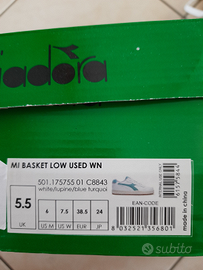 adora
MI BASKET LOW USED WN
501.175755 01 C8843
white/lupine/blue turquoi
EAN-CODE
5.5
6
7.5
38.5
24
UK
US M
US W
EUR
JP
8 032521 356801
made in china
subito